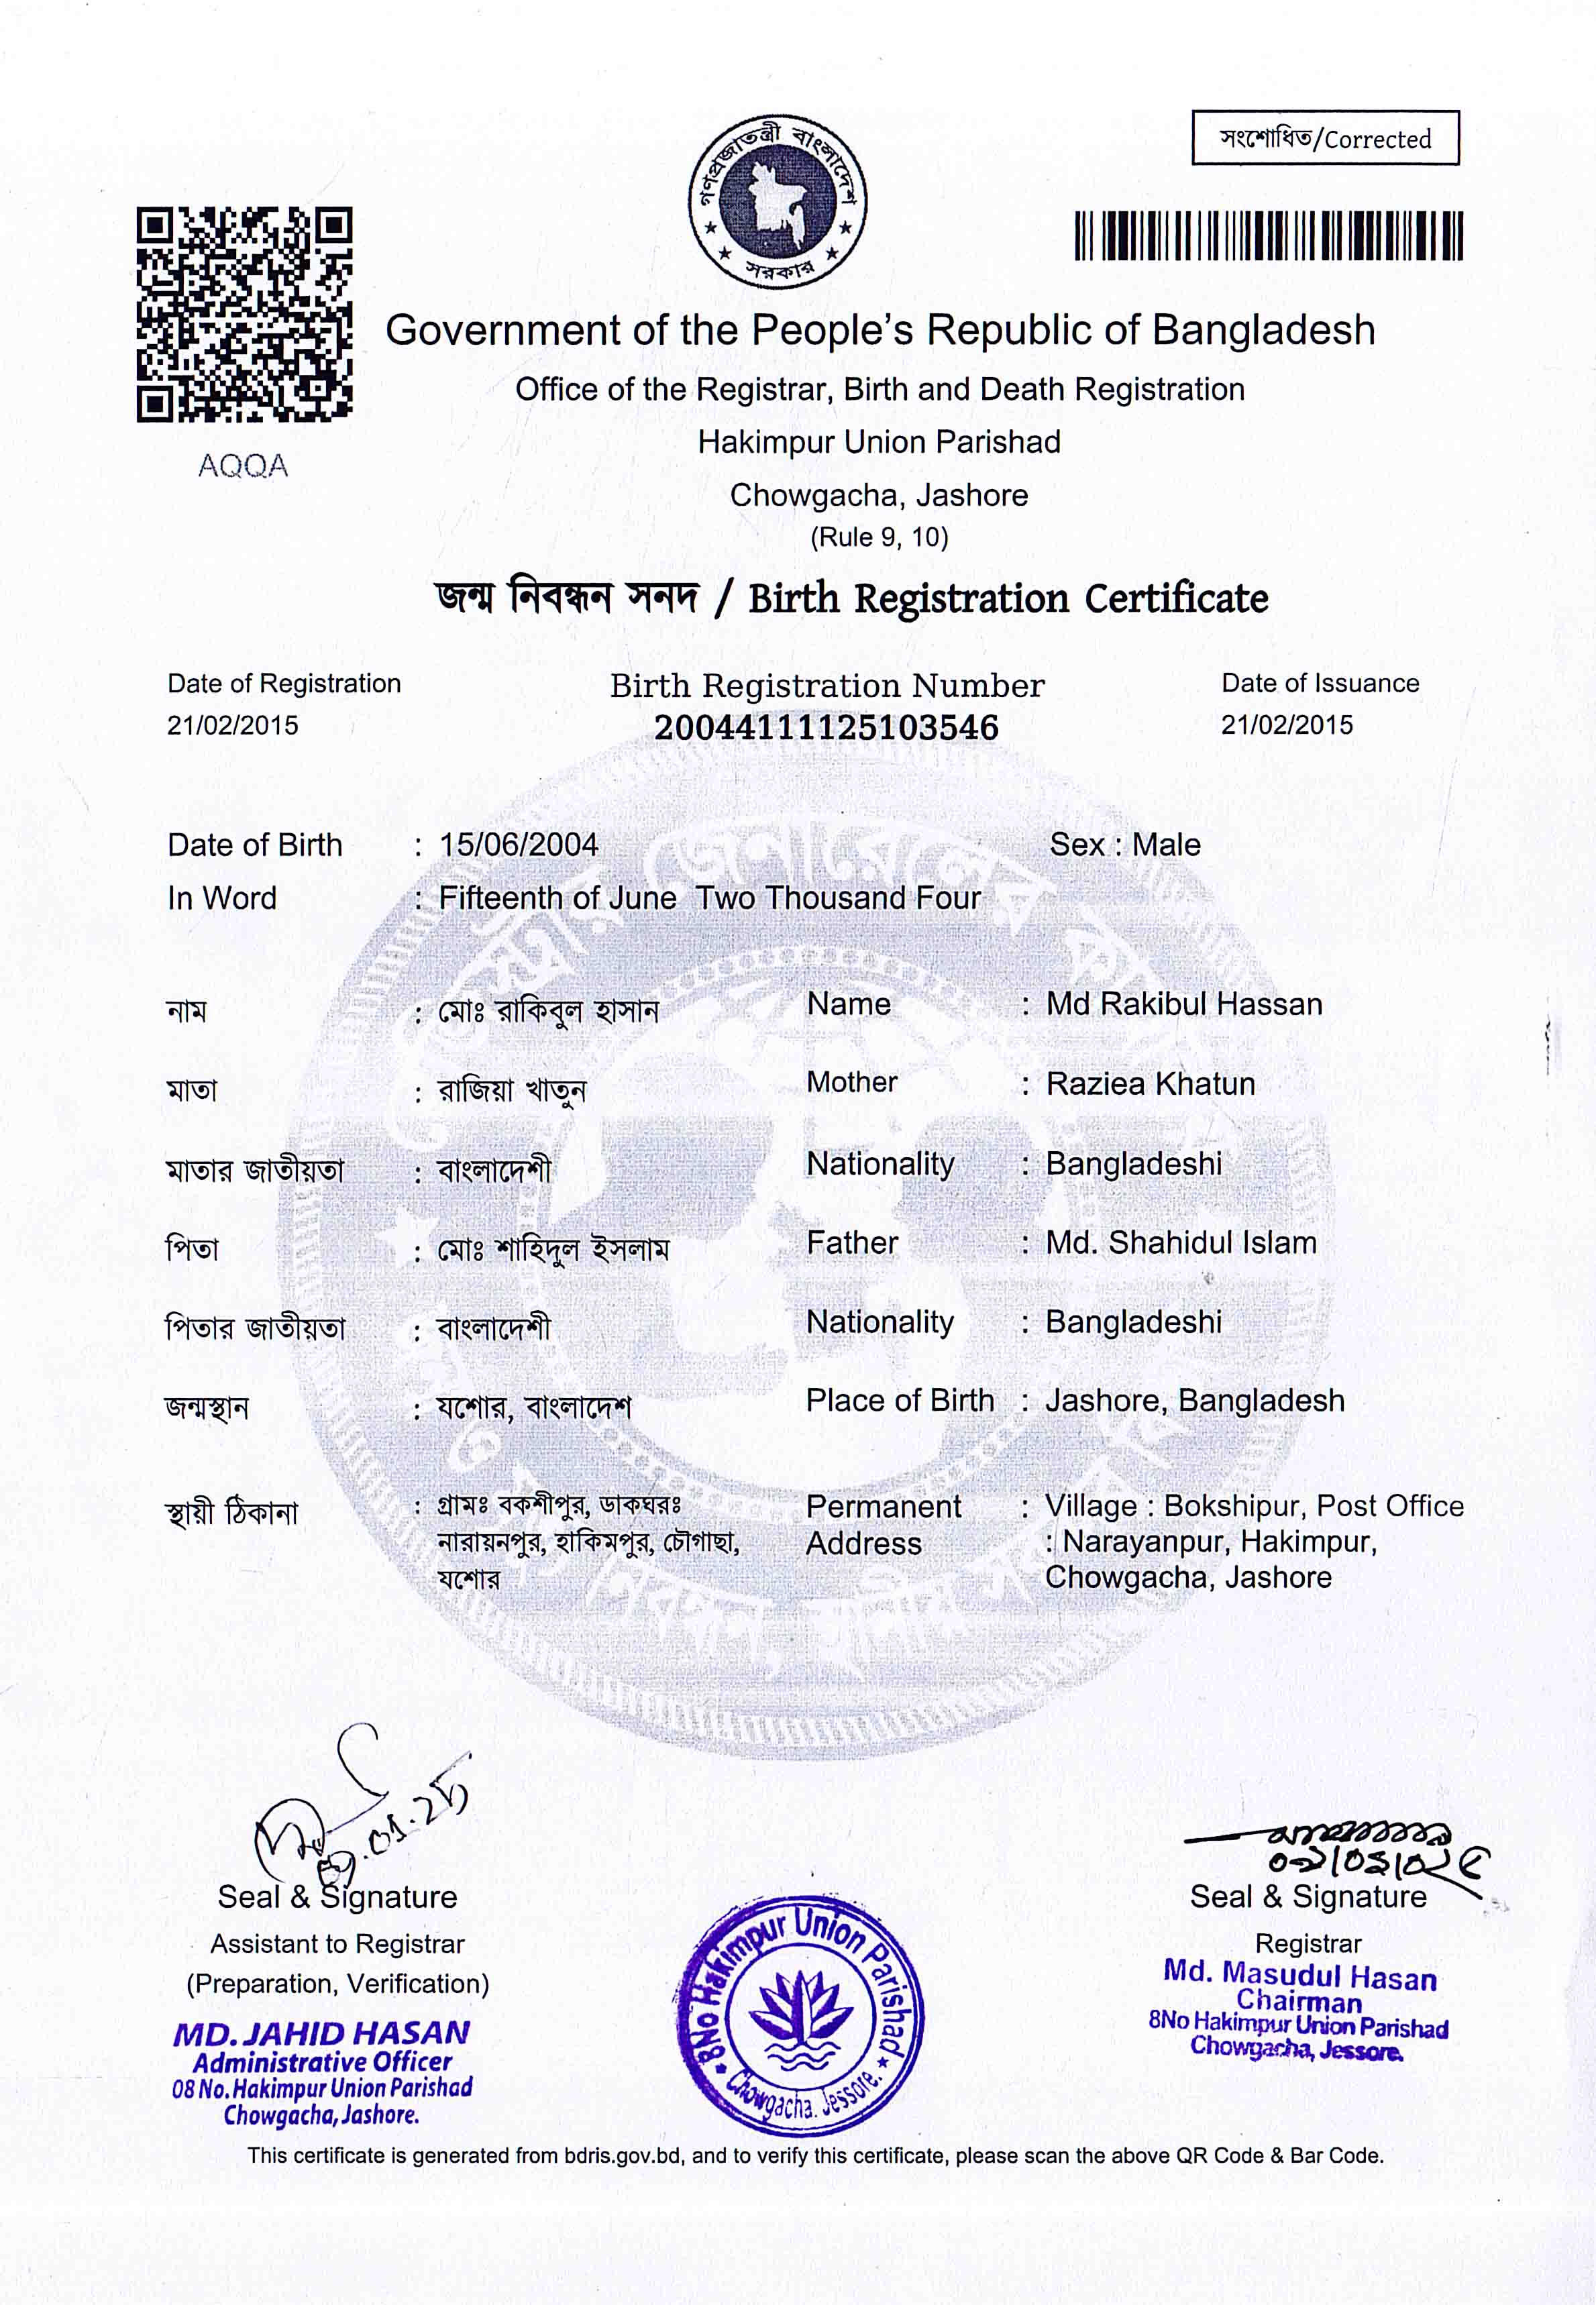 গণপ্রজাতন্ত্রী বাংলাদেশ
সরকার
সংশোধিত/Corrected
AQQA
Government of the People's Republic of Bangladesh
Office of the Registrar, Birth and Death Registration
Hakimpur Union Parishad
Chowgacha, Jashore
(Rule 9, 10)
জন্ম নিবন্ধন সনদ / Birth Registration Certificate
Date of Registration Birth Registration Number Date of Issuance
21/02/2015 20044111125103546 21/02/2015
Date of Birth : 15/06/2004 Sex : Male
In Word : Fifteenth of June Two Thousand Four
নাম : মোঃ রাকিবুল হাসান Name : Md Rakibul Hassan
মাতা : রাজিয়া খাতুন Mother : Raziea Khatun
মাতার জাতীয়তা : বাংলাদেশী Nationality : Bangladeshi
পিতা : মোঃ শাহিদুল ইসলাম Father : Md. Shahidul Islam
পিতার জাতীয়তা : বাংলাদেশী Nationality : Bangladeshi
জন্মস্থান : যশোর, বাংলাদেশ Place of Birth : Jashore, Bangladesh
স্থায়ী ঠিকানা : গ্রামঃ বকশীপুর, ডাকঘরঃ Permanent : Village : Bokshipur, Post Office
নারায়নপুর, হাকিমপুর, চৌগাছা, Address : Narayanpur, Hakimpur,
যশোর Chowgacha, Jashore
Seal & Signature Seal & Signature
Assistant to Registrar Registrar
(Preparation, Verification)
MD. JAHID HASAN
Administrative Officer
08 No. Hakimpur Union Parishad
Chowgacha, Jashore.
8No Hakimpur Union Parishad
Chowgacha. Jessore.
Md. Masudul Hasan
Chairman
8No Hakimpur Union Parishad
Chowgacha, Jessore.
This certificate is generated from bdris.gov.bd, and to verify this certificate, please scan the above QR Code & Bar Code.